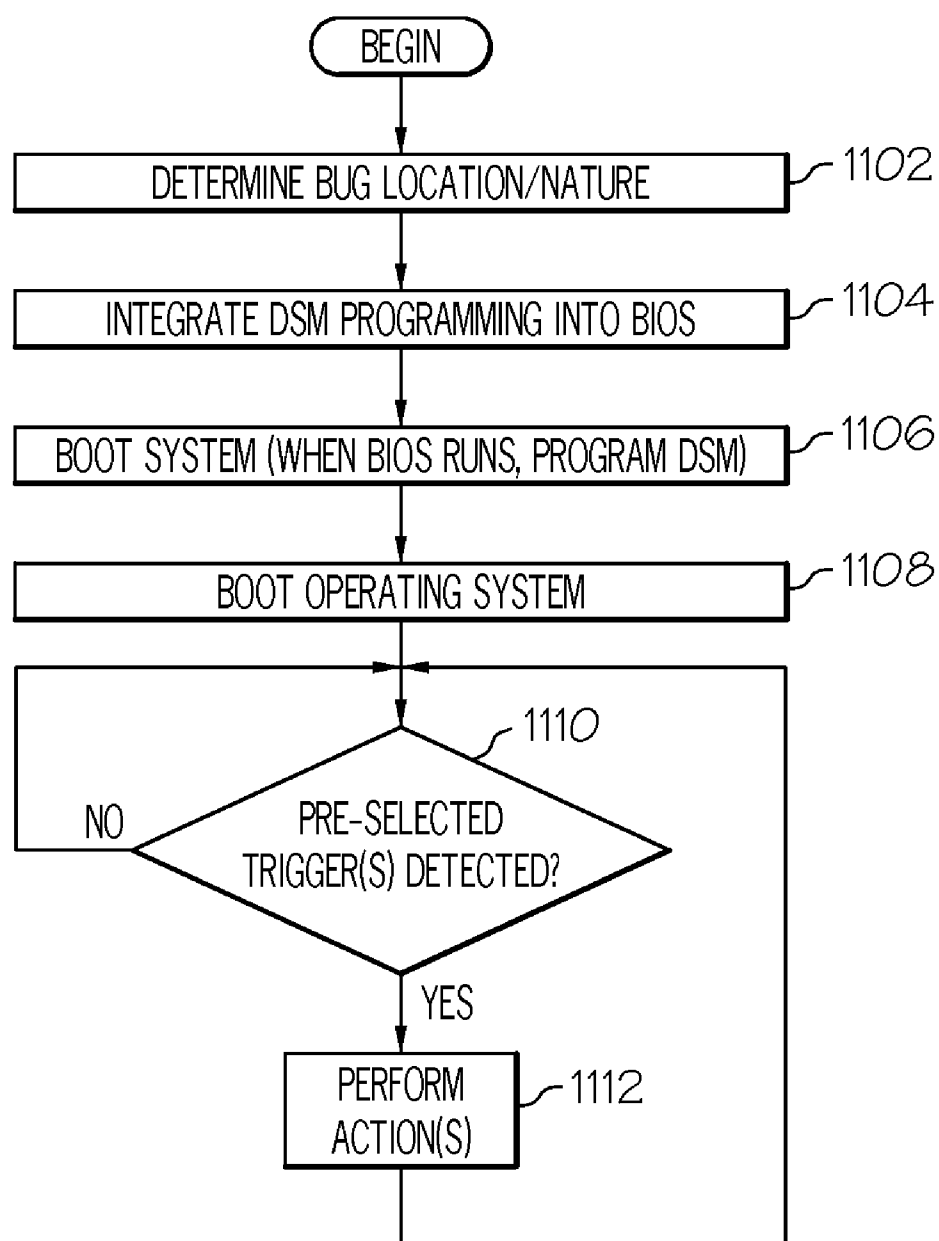 BEGIN
DETERMINE BUG LOCATION/NATURE
1102
INTEGRATE DSM PROGRAMMING INTO BIOS
1104
BOOT SYSTEM (WHEN BIOS RUNS, PROGRAM DSM)
1106
BOOT OPERATING SYSTEM
1108
1110
PRE-SELECTED
TRIGGER(S) DETECTED?
NO
YES
PERFORM
ACTION(S)
1112